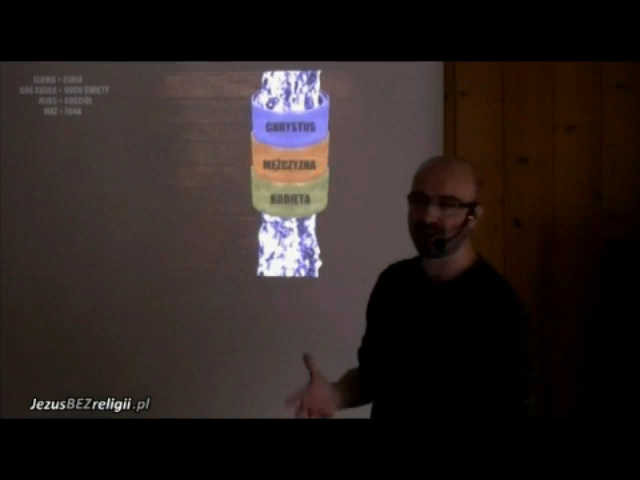 GŁOWA • CIAŁO
BÓG OJCIEC • DUCH ŚWIĘTY
JEZUS • KOŚCIÓŁ
MĄŻ • ŻONA
CHRYSTUS
MĘŻCZYZNA
KOBIETA
JezusBEZreligii.pl